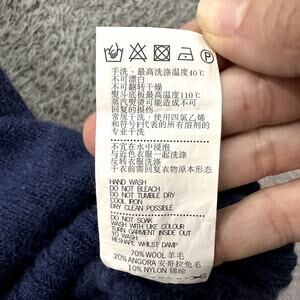 手洗,最高洗涤温度40℃
不可漂白
不可翻转干燥
熨斗底板最高温度110℃
蒸汽熨烫可能造成不可
回复的损伤
常规干洗,使用四氯乙烯
和符号F代表的所有溶剂的
专业干洗
不宜在水中浸泡
与近色衣服一起洗涤
反转衣服洗涤
干衣前需回复衣物原本形态
HAND WASH
DO NOT BLEACH
DO NOT TUMBLE DRY
COOL IRON
DRY CLEAN POSSIBLE
DO NOT SOAK
WASH WITH LIKE COLOUR
TURN GARMENT INSIDE OUT
TO WASH
RESHAPE WHILST DAMP
70% WOOL 羊毛
20% ANGORA 安哥拉兔毛
10% NYLON 锦纶